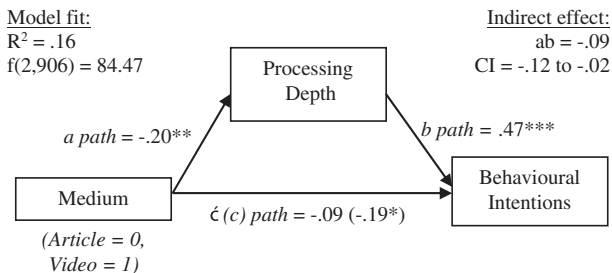 Model fit:
R² = .16
f(2,906) = 84.47
Indirect effect:
ab = -.09
CI = -.12 to -.02
Processing
Depth
a path = -.20**
b path = .47***
Medium
ć (c) path = -.09 (-.19*)
Behavioural
Intentions
(Article = 0,
Video = 1)